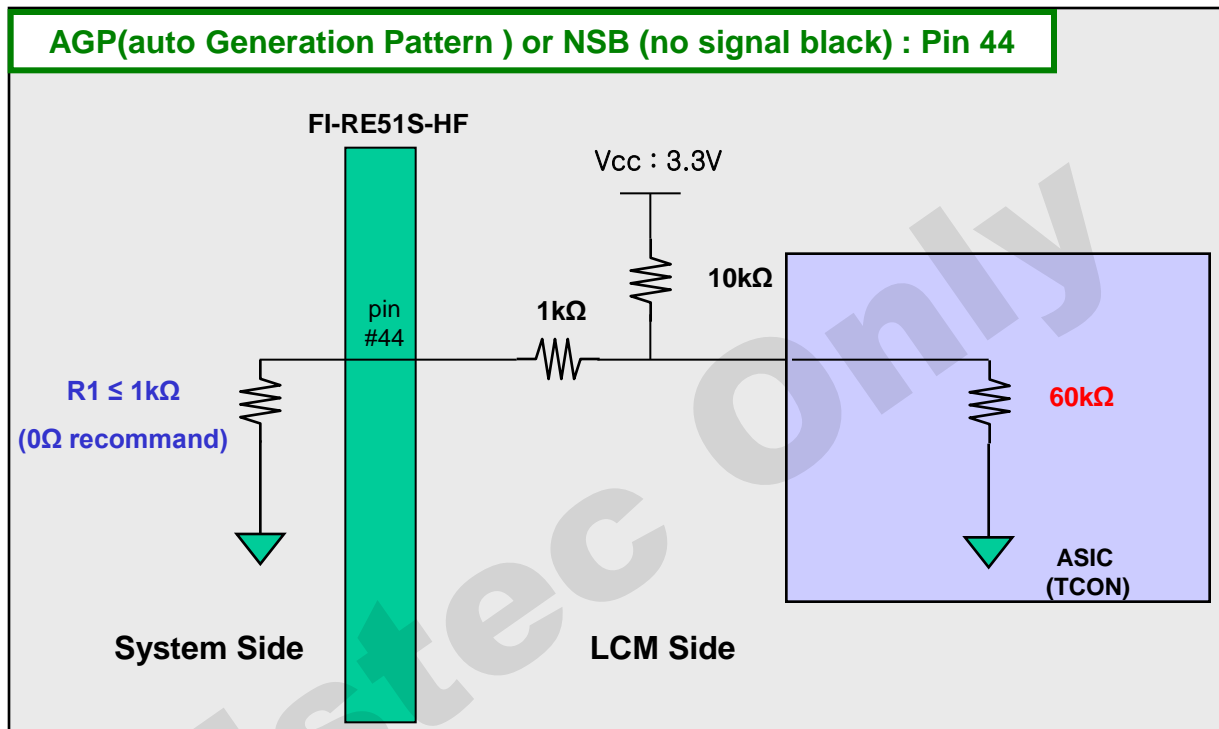 AGP(auto Generation Pattern ) or NSB (no signal black) : Pin 44
FI-RE51S-HF
Vcc : 3.3V
10kΩ
1kΩ
pin
#44
R1 ≤ 1kΩ
(0Ω recommand)
60kΩ
ASIC
(TCON)
System Side
LCM Side
stec Only